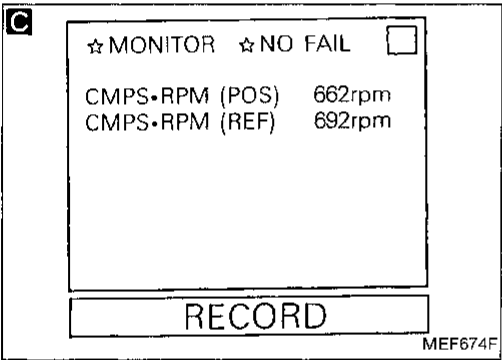 C
☆MONITOR ☆NO FAIL
CMPS•RPM (POS) 662rpm
CMPS•RPM (REF) 692rpm
RECORD
MEF674F